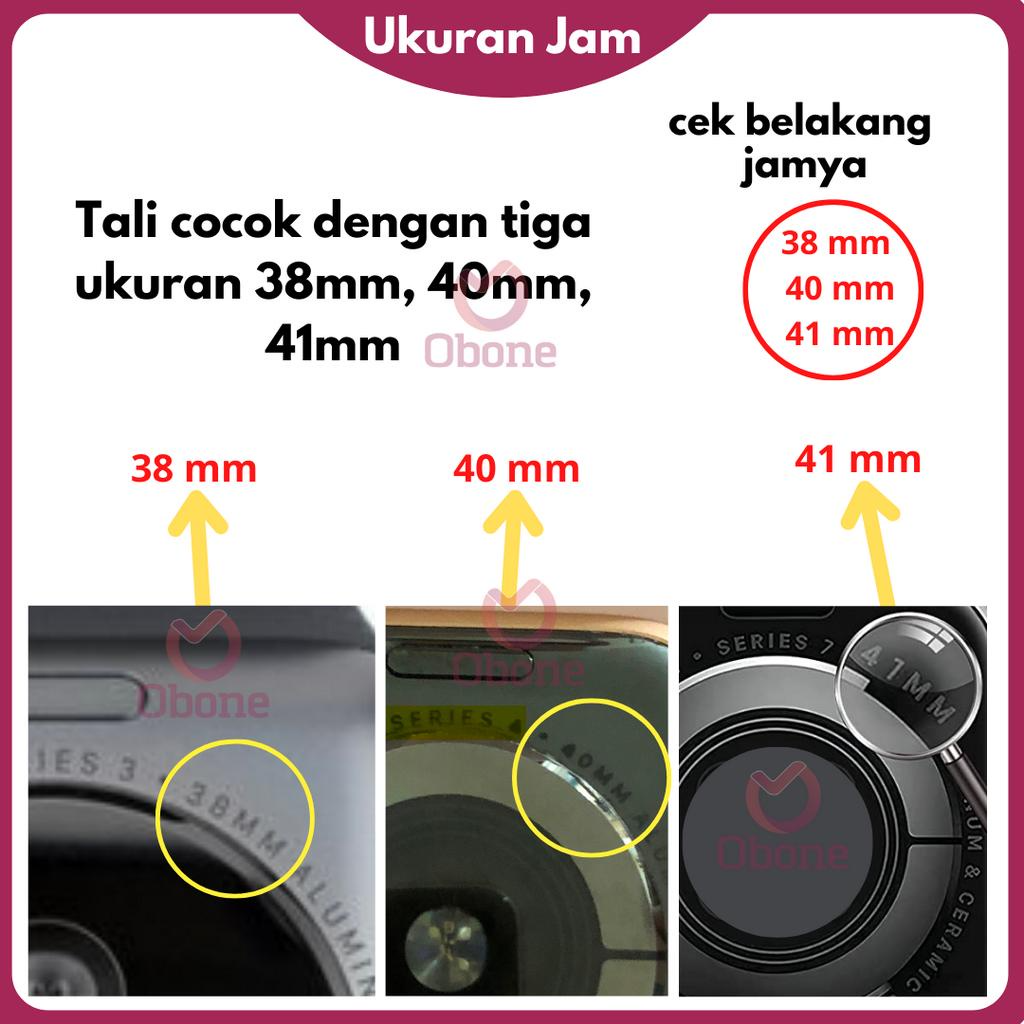 Ukuran Jam
cek belakang
jamya
Tali cocok dengan tiga
ukuran 38mm, 40mm,
41mm
Obone
38 mm
40 mm
41 mm
38 mm
40 mm
41 mm
Obone
Obone
Obone
IES 3 • 38MM ALUMIN
SERIES 4 • 40MM A
• SERIES 7
41MM
UM & CERAMIC